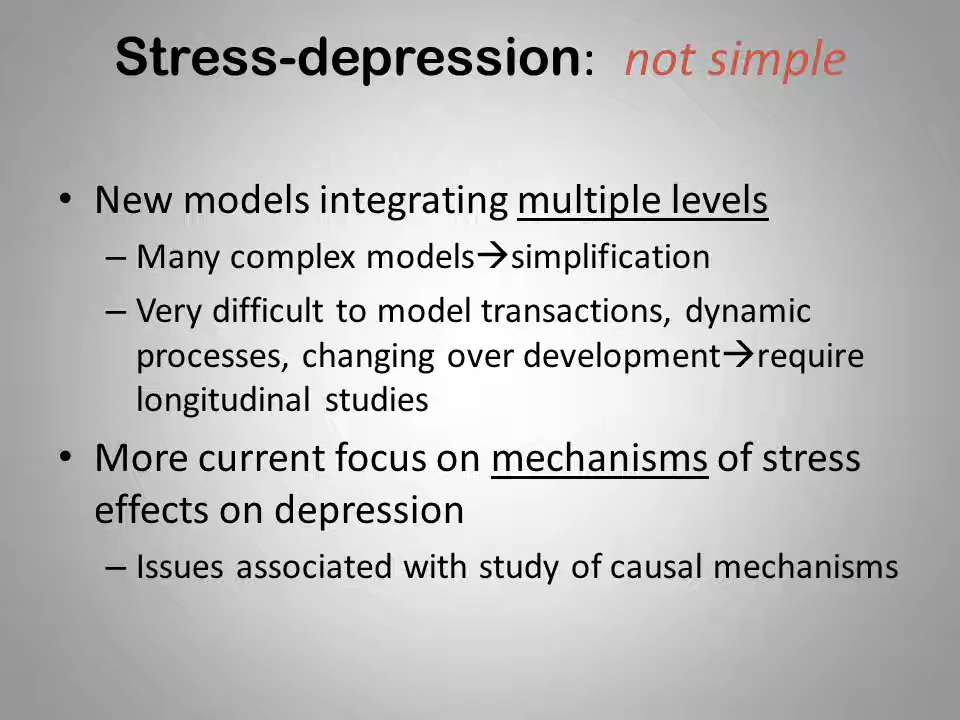 Stress-depression: not simple
• New models integrating multiple levels
– Many complex models→simplification
– Very difficult to model transactions, dynamic
processes, changing over development→require
longitudinal studies
• More current focus on mechanisms of stress
effects on depression
– Issues associated with study of causal mechanisms